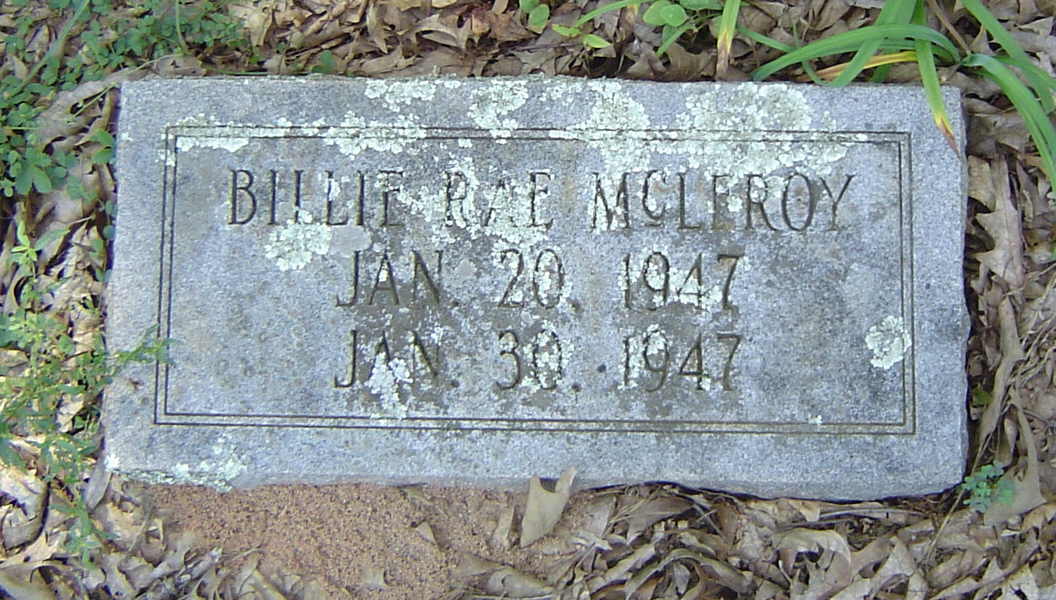 BILLIE RAE McLEROY
JAN. 20, 1947
JAN. 30, 1947